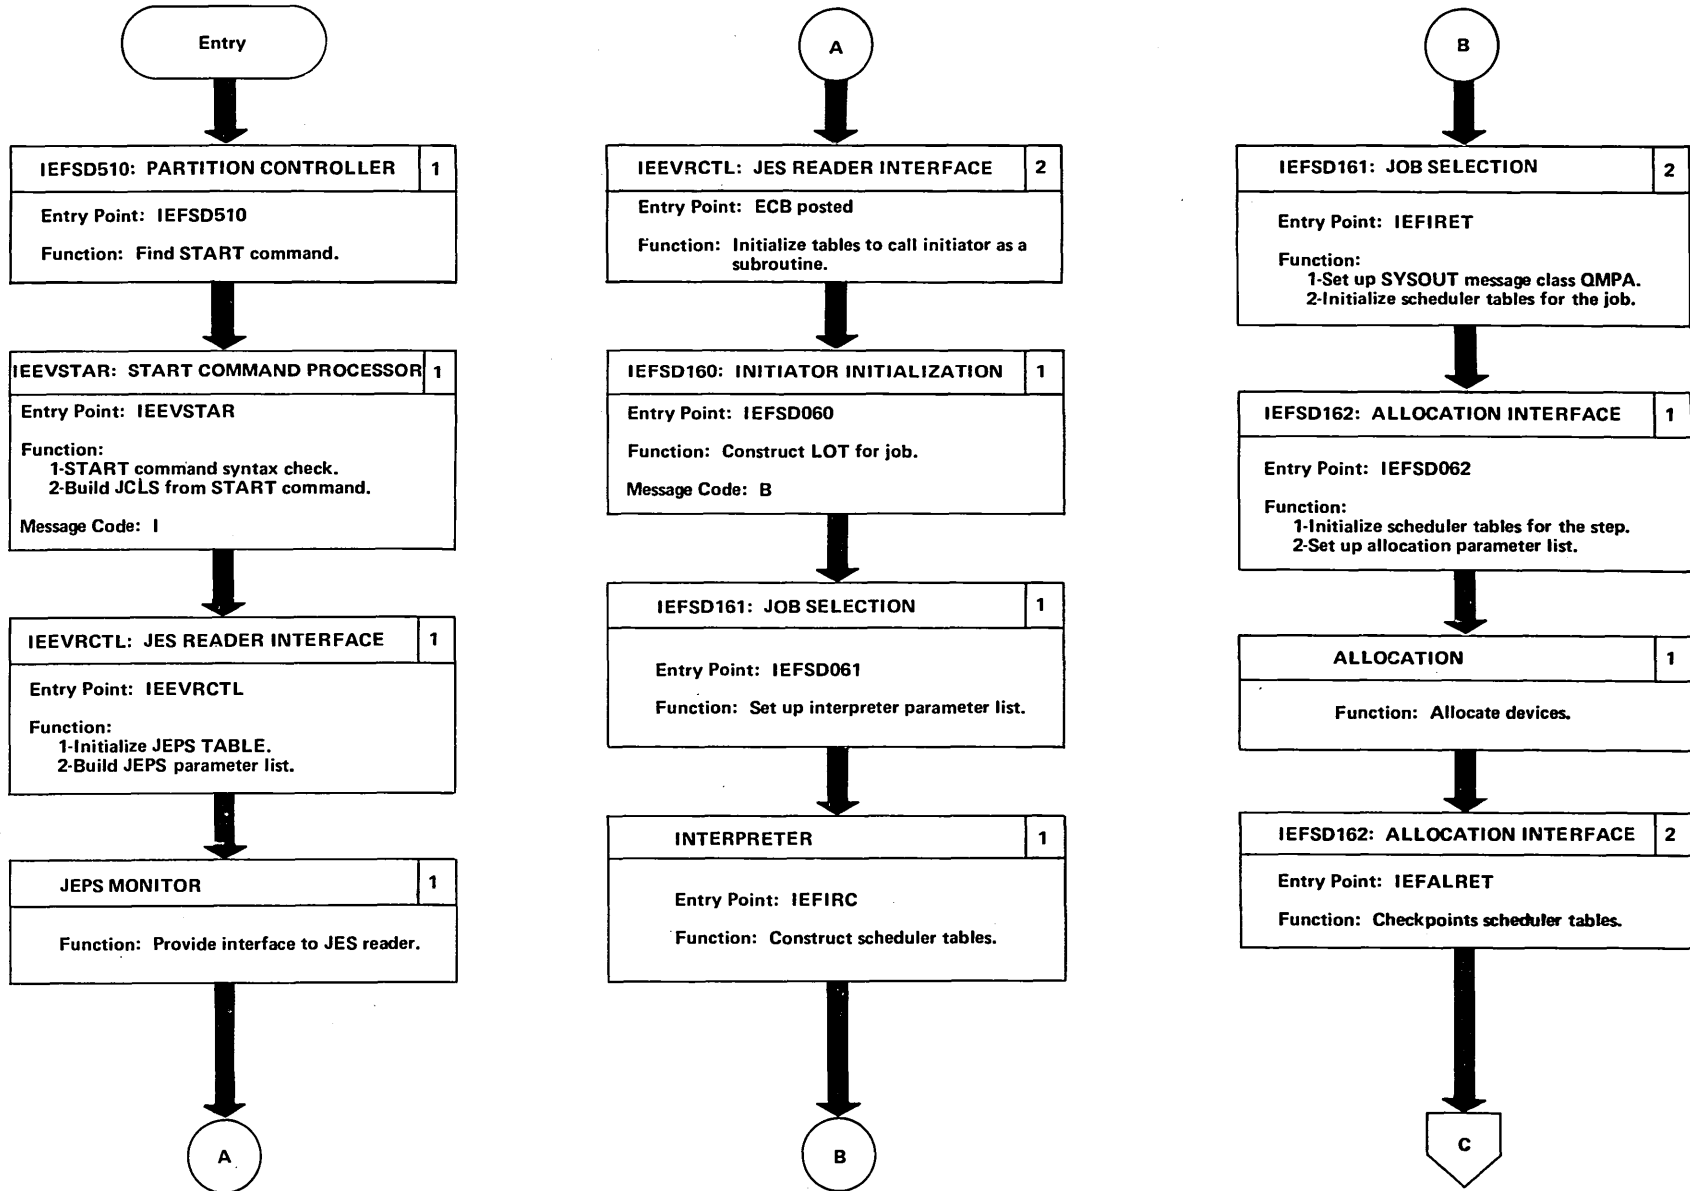 Entry
IEFSD510: PARTITION CONTROLLER 1
Entry Point: IEFSD510
Function: Find START command.
IEEVSTAR: START COMMAND PROCESSOR 1
Entry Point: IEEVSTAR
Function:
1-START command syntax check.
2-Build JCLS from START command.
Message Code: I
IEEVRCTL: JES READER INTERFACE 1
Entry Point: IEEVRCTL
Function:
1-Initialize JEPS TABLE.
2-Build JEPS parameter list.
JEPS MONITOR 1
Function: Provide interface to JES reader.
A
A
IEEVRCTL: JES READER INTERFACE 2
Entry Point: ECB posted
Function: Initialize tables to call initiator as a
subroutine.
IEFSD160: INITIATOR INITIALIZATION 1
Entry Point: IEFSD060
Function: Construct LOT for job.
Message Code: B
IEFSD161: JOB SELECTION 1
Entry Point: IEFSD061
Function: Set up interpreter parameter list.
INTERPRETER 1
Entry Point: IEFIRC
Function: Construct scheduler tables.
B
B
IEFSD161: JOB SELECTION 2
Entry Point: IEFIRET
Function:
1-Set up SYSOUT message class QMPA.
2-Initialize scheduler tables for the job.
IEFSD162: ALLOCATION INTERFACE 1
Entry Point: IEFSD062
Function:
1-Initialize scheduler tables for the step.
2-Set up allocation parameter list.
ALLOCATION 1
Function: Allocate devices.
IEFSD162: ALLOCATION INTERFACE 2
Entry Point: IEFALRET
Function: Checkpoints scheduler tables.
C